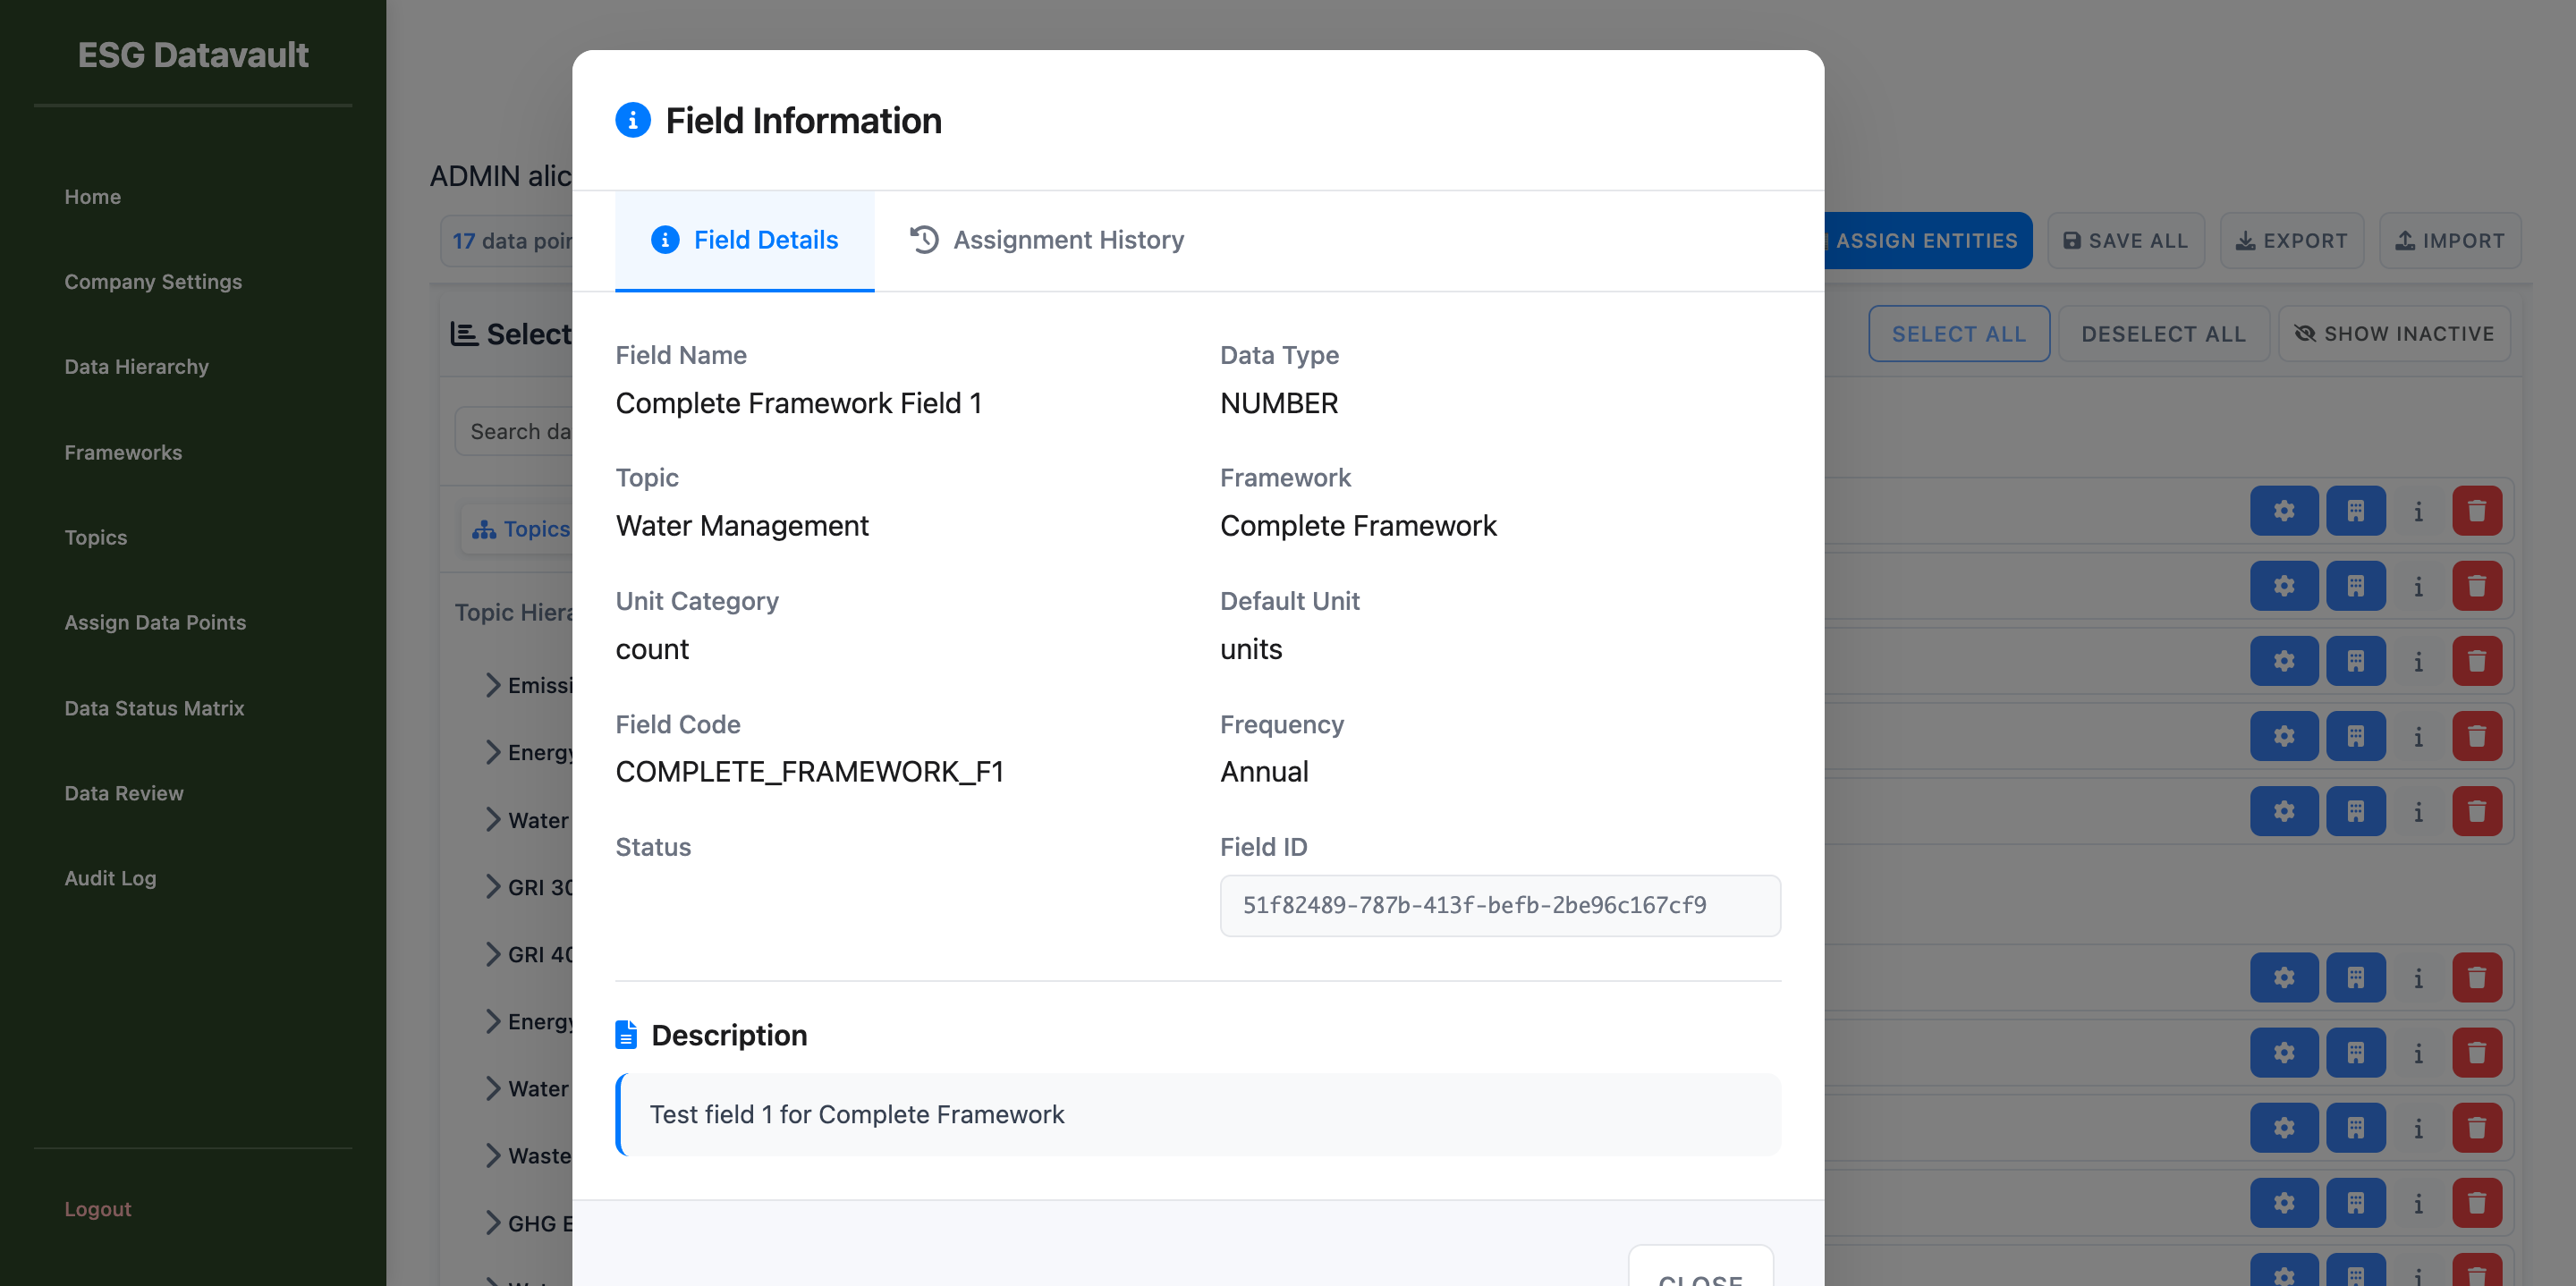 ESG Datavault
Home
Company Settings
Data Hierarchy
Frameworks
Topics
Assign Data Points
Data Status Matrix
Data Review
Audit Log
Logout
ADMIN alic
17 data poin
ASSIGN ENTITIES
SAVE ALL
EXPORT
IMPORT
Select
SELECT ALL
DESELECT ALL
SHOW INACTIVE
Search da
Topics
Topic Hiera
Emissi
Energy
Water
GRI 30
GRI 40
Energy
Water
Waste
GHG E
Field Information
Field Details
Assignment History
Field Name
Complete Framework Field 1
Data Type
NUMBER
Topic
Water Management
Framework
Complete Framework
Unit Category
count
Default Unit
units
Field Code
COMPLETE_FRAMEWORK_F1
Frequency
Annual
Status
Field ID
51f82489-787b-413f-befb-2be96c167cf9
Description
Test field 1 for Complete Framework
CLOSE